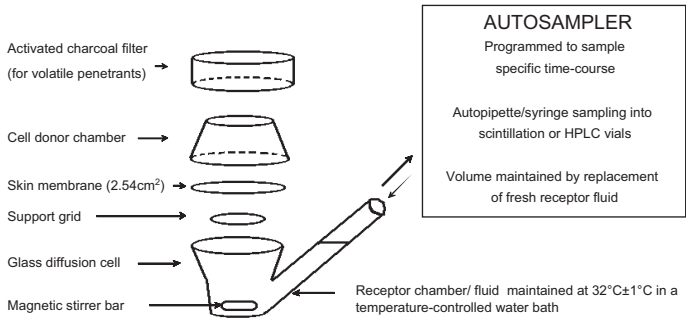 Activated charcoal filter
(for volatile penetrants)
Cell donor chamber
Skin membrane (2.54cm²)
Support grid
Glass diffusion cell
Magnetic stirrer bar
AUTOSAMPLER
Programmed to sample
specific time-course
Autopipette/syringe sampling into
scintillation or HPLC vials
Volume maintained by replacement
of fresh receptor fluid
Receptor chamber/ fluid maintained at 32°C±1°C in a
temperature-controlled water bath